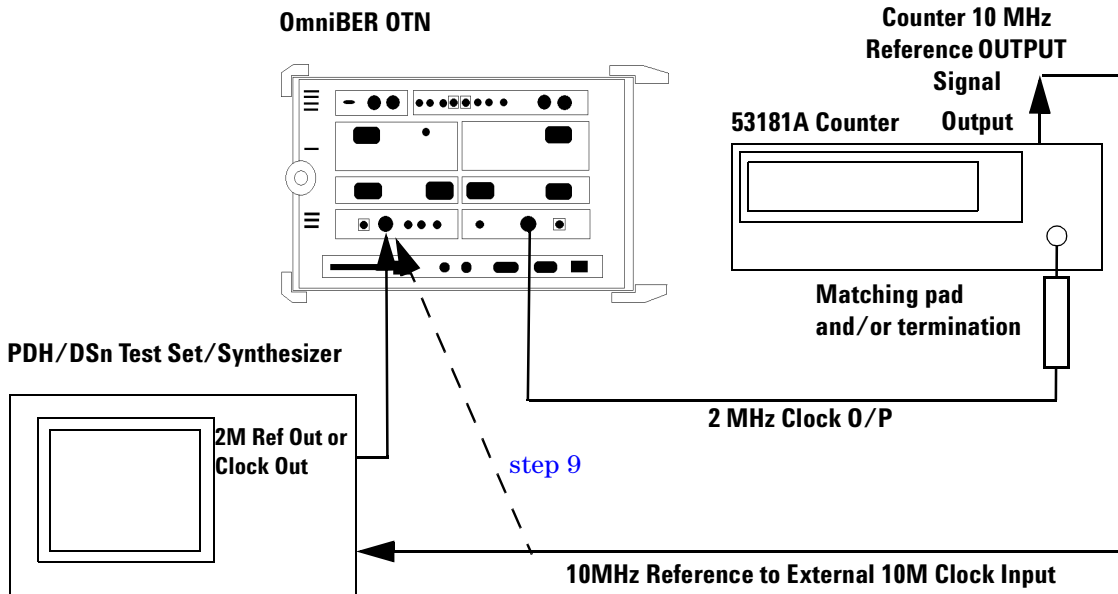 OmniBER OTN
Counter 10 MHz
Reference OUTPUT
Signal
53181A Counter
Output
Matching pad
and/or termination
PDH/DSn Test Set/Synthesizer
2M Ref Out or
Clock Out
2 MHz Clock O/P
step 9
10MHz Reference to External 10M Clock Input